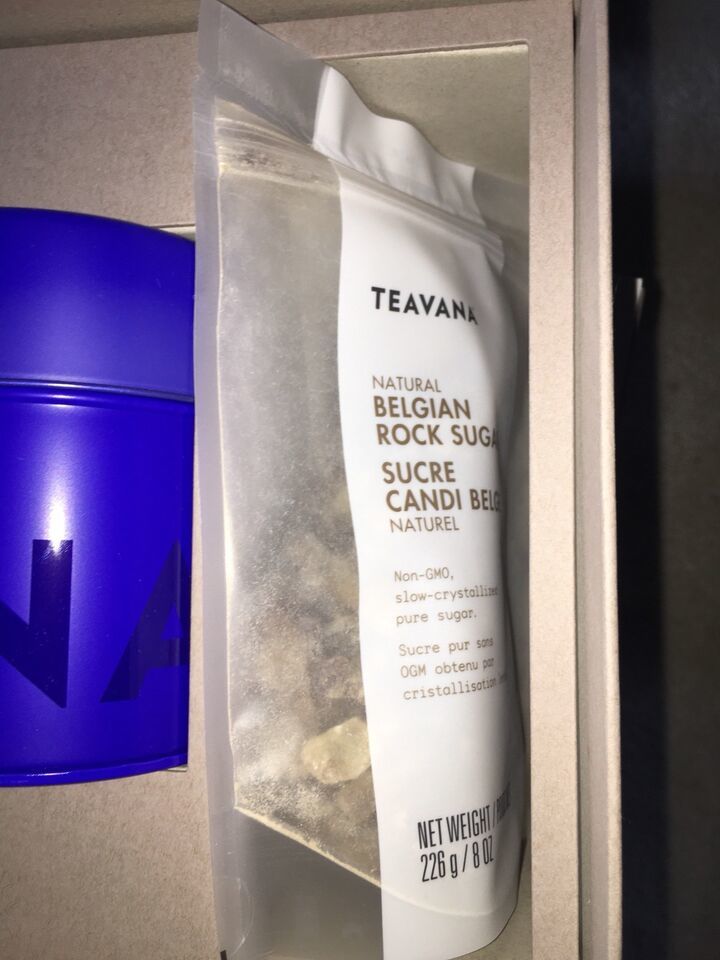 TEAVANA
NATURAL
BELGIAN
ROCK SUGA
SUCRE
CANDI BELG
NATUREL
Non-GMO,
slow-crystallized
pure sugar.
Sucre pur sans
OGM obtenu par
cristallisation
NET WEIGHT /
226 g / 8 OZ
NA